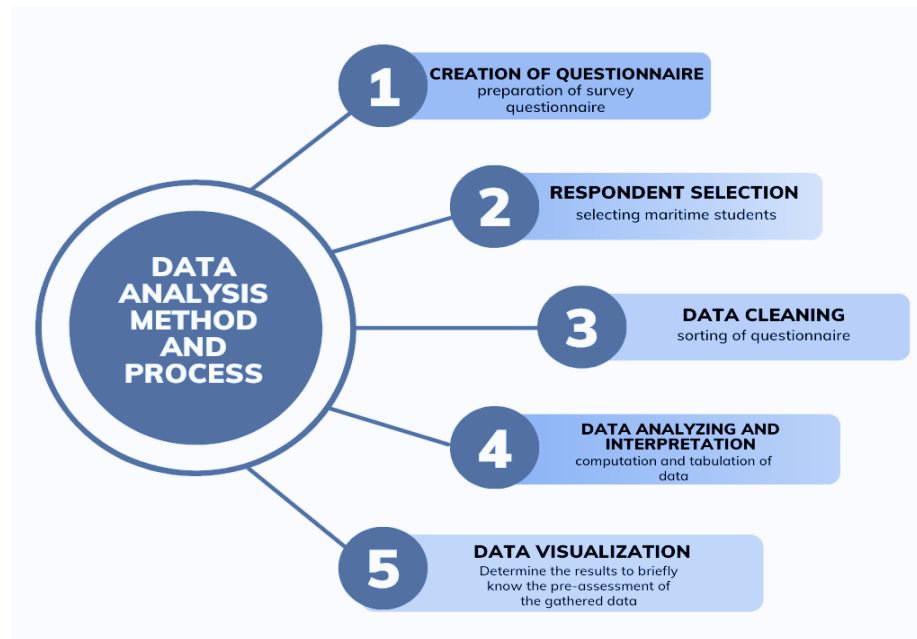 DATA
ANALYSIS
METHOD
AND
PROCESS
1
CREATION OF QUESTIONNAIRE
preparation of survey
questionnaire
2
RESPONDENT SELECTION
selecting maritime students
3
DATA CLEANING
sorting of questionnaire
4
DATA ANALYZING AND
INTERPRETATION
computation and tabulation of
data
5
DATA VISUALIZATION
Determine the results to briefly
know the pre-assessment of
the gathered data